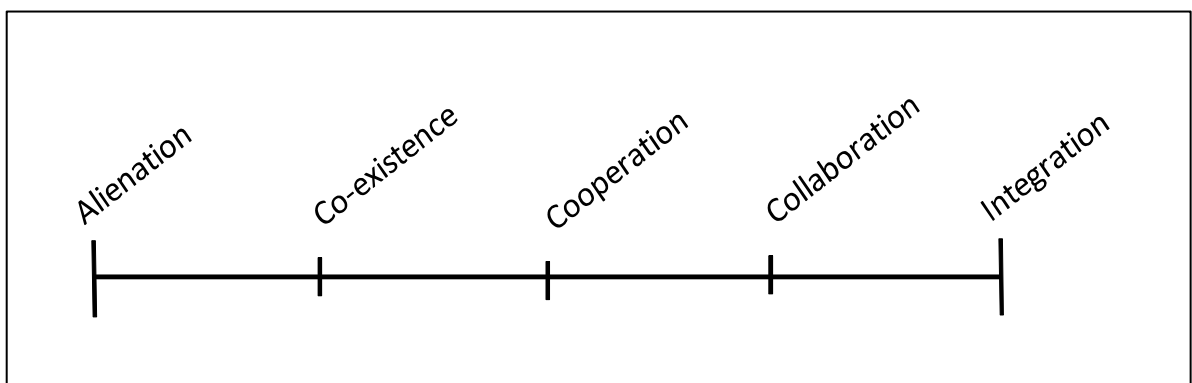 Alienation
Co-existence
Cooperation
Collaboration
Integration